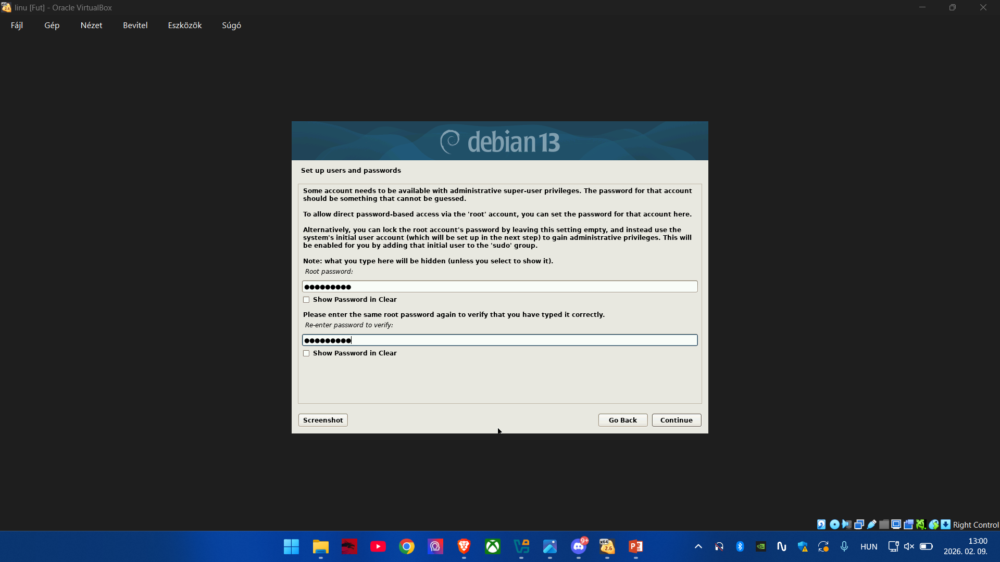 linu [Fut] - Oracle VirtualBox
Fájl Gép Nézet Bevitel Eszközök Súgó
debian 13
Set up users and passwords
Some account needs to be available with administrative super-user privileges. The password for that account
should be something that cannot be guessed.
To allow direct password-based access via the 'root' account, you can set the password for that account here.
Alternatively, you can lock the root account's password by leaving this setting empty, and instead use the
system's initial user account (which will be set up in the next step) to gain administrative privileges. This will
be enabled for you by adding that initial user to the 'sudo' group.
Note: what you type here will be hidden (unless you select to show it).
Root password:
●●●●●●●●●
Show Password in Clear
Please enter the same root password again to verify that you have typed it correctly.
Re-enter password to verify:
●●●●●●●●●
Show Password in Clear
Screenshot Go Back Continue
Right Control
9+
x64
2.6
HUN
13:00
2026. 02. 09.